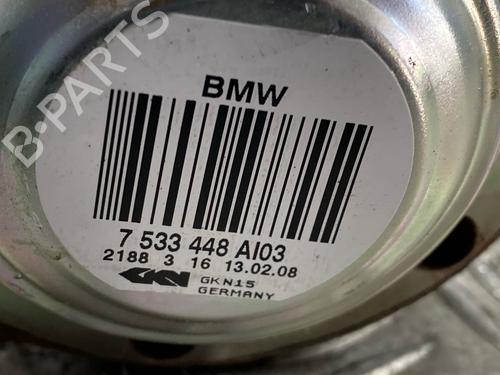 B-PARTS
BMW
7 533 448 AI03
2188 3 16 13.02.08
GKN GKN15
GERMANY